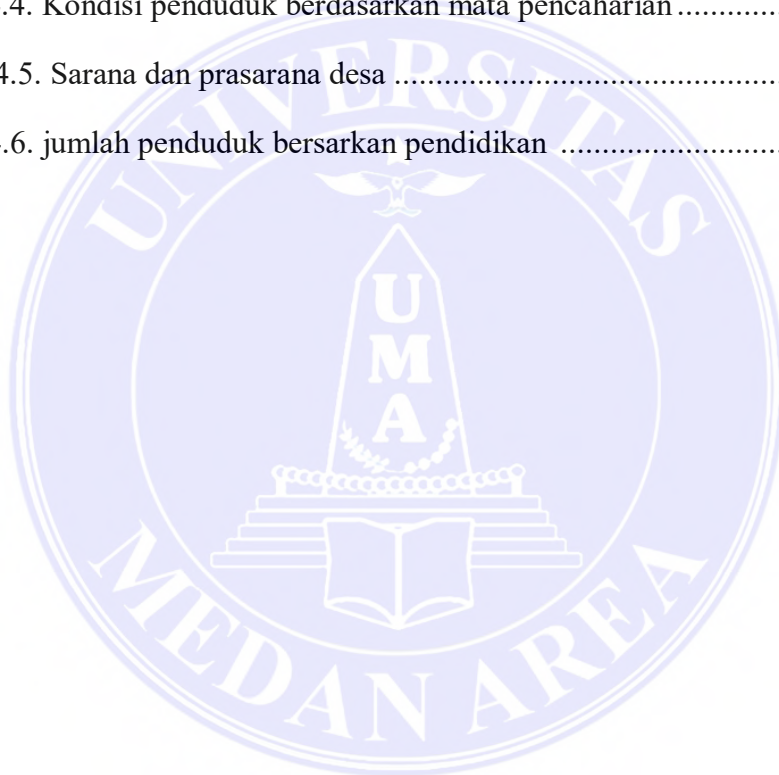 .4. Kondisi penduduk berdasarkan mata pencaharian ............
4.5. Sarana dan prasarana desa ...............................................
.6. jumlah penduduk bersarkan pendidikan ..........................
UNIVERSITAS
U
M
A
MEDAN AREA